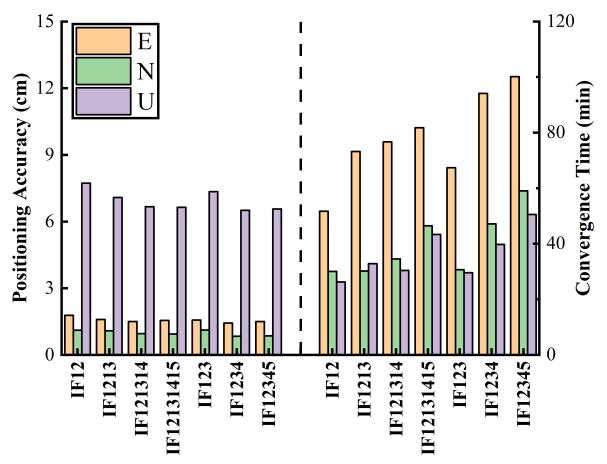 Positioning Accuracy (cm)
15
12
9
6
3
0
E
N
U
120
80
40
0
Convergence Time (min)
IF12
IF1213
IF121314
IF12131415
IF123
IF1234
IF12345
IF12
IF1213
IF121314
IF12131415
IF123
IF1234
IF12345